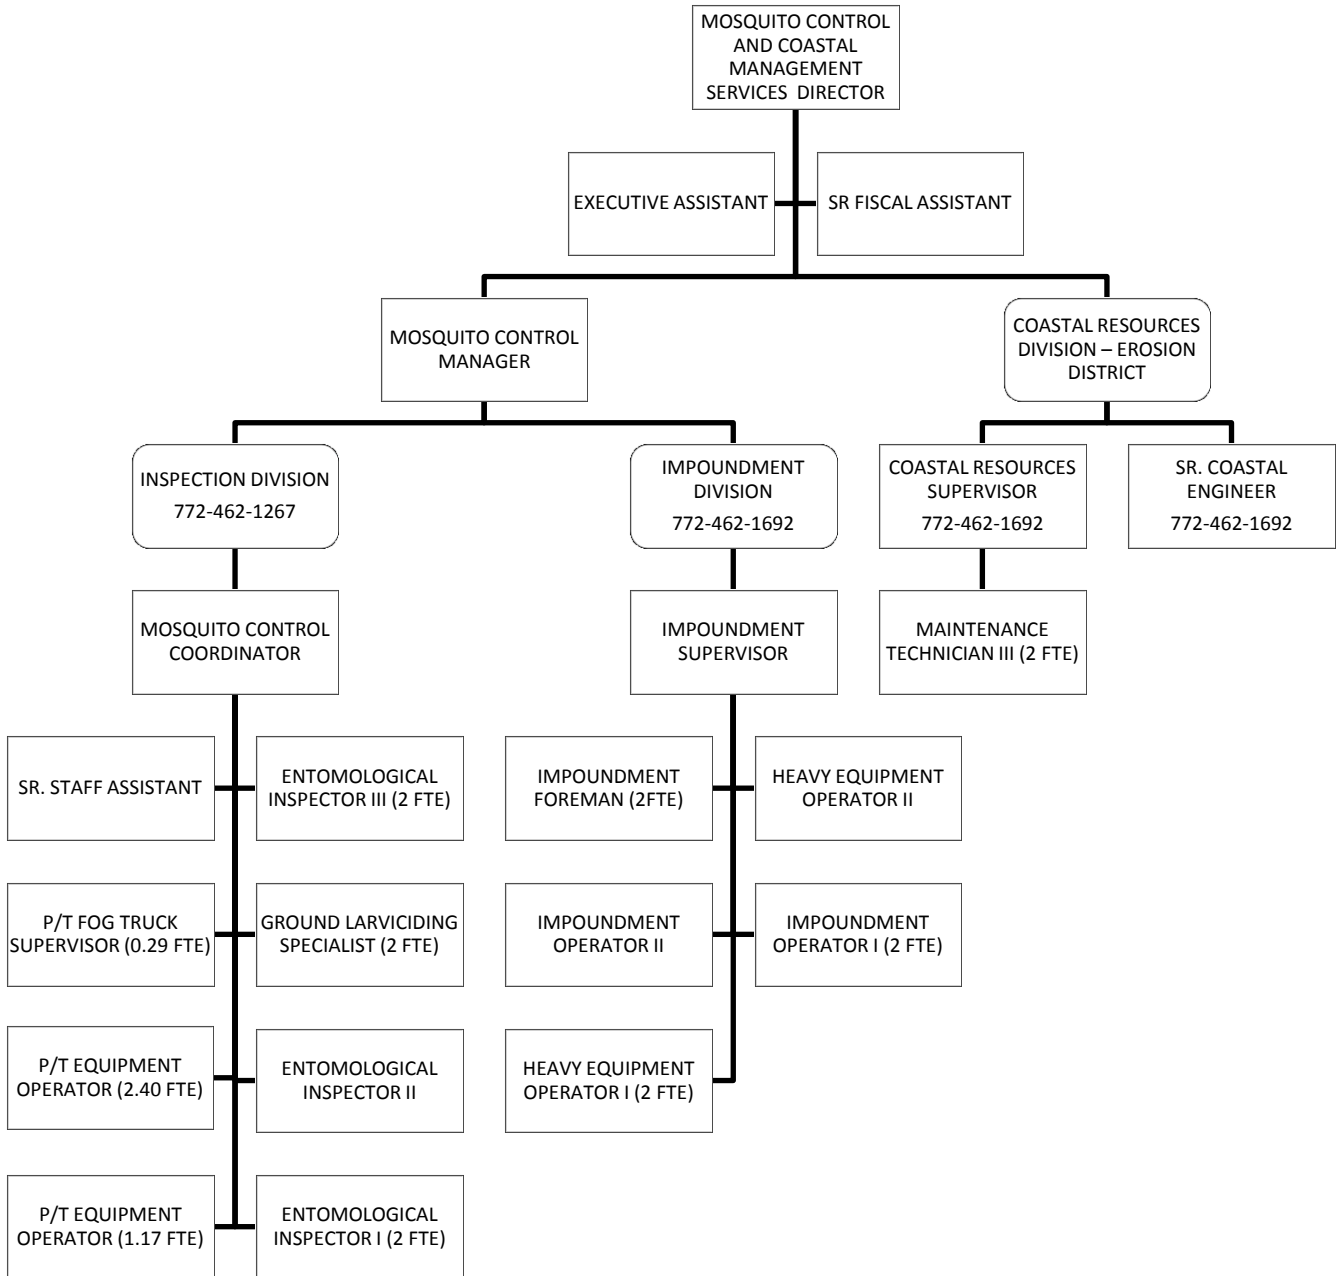 MOSQUITO CONTROL
AND COASTAL
MANAGEMENT
SERVICES DIRECTOR
EXECUTIVE ASSISTANT
SR FISCAL ASSISTANT
MOSQUITO CONTROL
MANAGER
COASTAL RESOURCES
DIVISION – EROSION
DISTRICT
INSPECTION DIVISION
772-462-1267
IMPOUNDMENT
DIVISION
772-462-1692
COASTAL RESOURCES
SUPERVISOR
772-462-1692
SR. COASTAL
ENGINEER
772-462-1692
MOSQUITO CONTROL
COORDINATOR
IMPOUNDMENT
SUPERVISOR
MAINTENANCE
TECHNICIAN III (2 FTE)
SR. STAFF ASSISTANT
ENTOMOLOGICAL
INSPECTOR III (2 FTE)
IMPOUNDMENT
FOREMAN (2FTE)
HEAVY EQUIPMENT
OPERATOR II
P/T FOG TRUCK
SUPERVISOR (0.29 FTE)
GROUND LARVICIDING
SPECIALIST (2 FTE)
IMPOUNDMENT
OPERATOR II
IMPOUNDMENT
OPERATOR I (2 FTE)
P/T EQUIPMENT
OPERATOR (2.40 FTE)
ENTOMOLOGICAL
INSPECTOR II
HEAVY EQUIPMENT
OPERATOR I (2 FTE)
P/T EQUIPMENT
OPERATOR (1.17 FTE)
ENTOMOLOGICAL
INSPECTOR I (2 FTE)